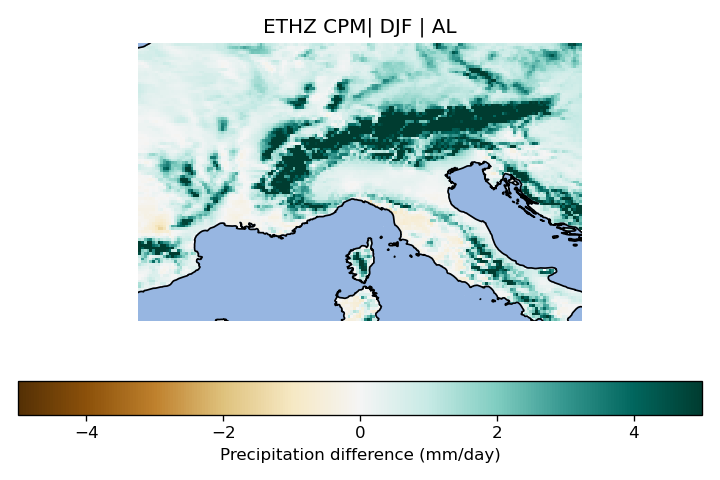 ETHZ CPM| DJF | AL
−4 −2 0 2 4
Precipitation difference (mm/day)